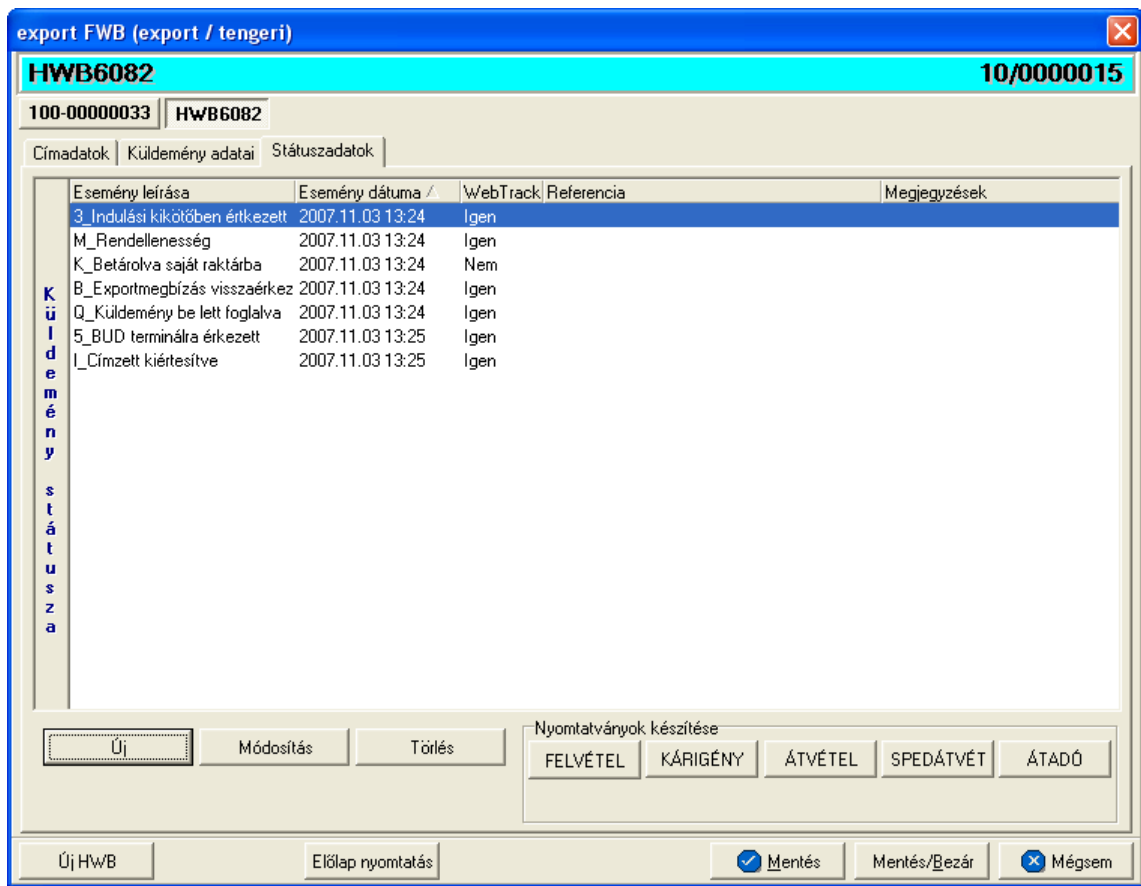 export FWB (export / tengeri)
HWB6082 10/0000015
100-00000033 HWB6082
Címadatok Küldemény adatai Státuszadatok
Esemény leírása Esemény dátuma WebTrack Referencia Megjegyzések
3_Indulási kikötőben értkezett 2007.11.03 13:24 Igen
M_Rendellenesség 2007.11.03 13:24 Igen
K_Betárolva saját raktárba 2007.11.03 13:24 Nem
B_Exportmegbízás visszaérkez 2007.11.03 13:24 Igen
Q_Küldemény be lett foglalva 2007.11.03 13:24 Igen
5_BUD terminálra érkezett 2007.11.03 13:25 Igen
I_Címzett kiértesítve 2007.11.03 13:25 Igen
Küldemény státusza
Új Módosítás Törlés
Nyomtatványok készítése
FELVÉTEL KÁRIGÉNY ÁTVÉTEL SPEDÁTVÉT ÁTADÓ
Új HWB Előlap nyomtatás Mentés Mentés/Bezár Mégsem